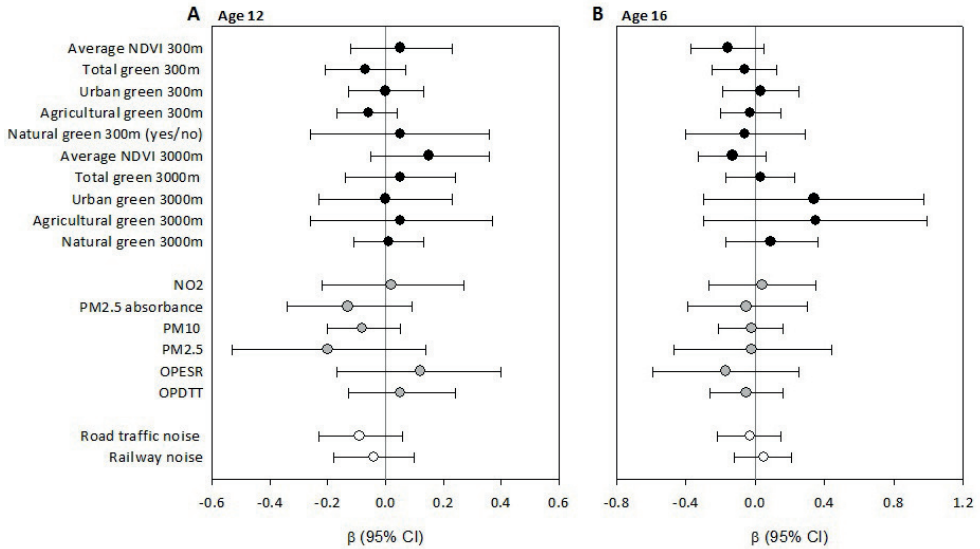 A Age 12 B Age 16
Average NDVI 300m
Total green 300m
Urban green 300m
Agricultural green 300m
Natural green 300m (yes/no)
Average NDVI 3000m
Total green 3000m
Urban green 3000m
Agricultural green 3000m
Natural green 3000m
NO2
PM2.5 absorbance
PM10
PM2.5
OPESR
OPDTT
Road traffic noise
Railway noise
-0.6 -0.4 -0.2 0.0 0.2 0.4 0.6 -0.8 -0.4 0.0 0.4 0.8 1.2
β (95% CI) β (95% CI)